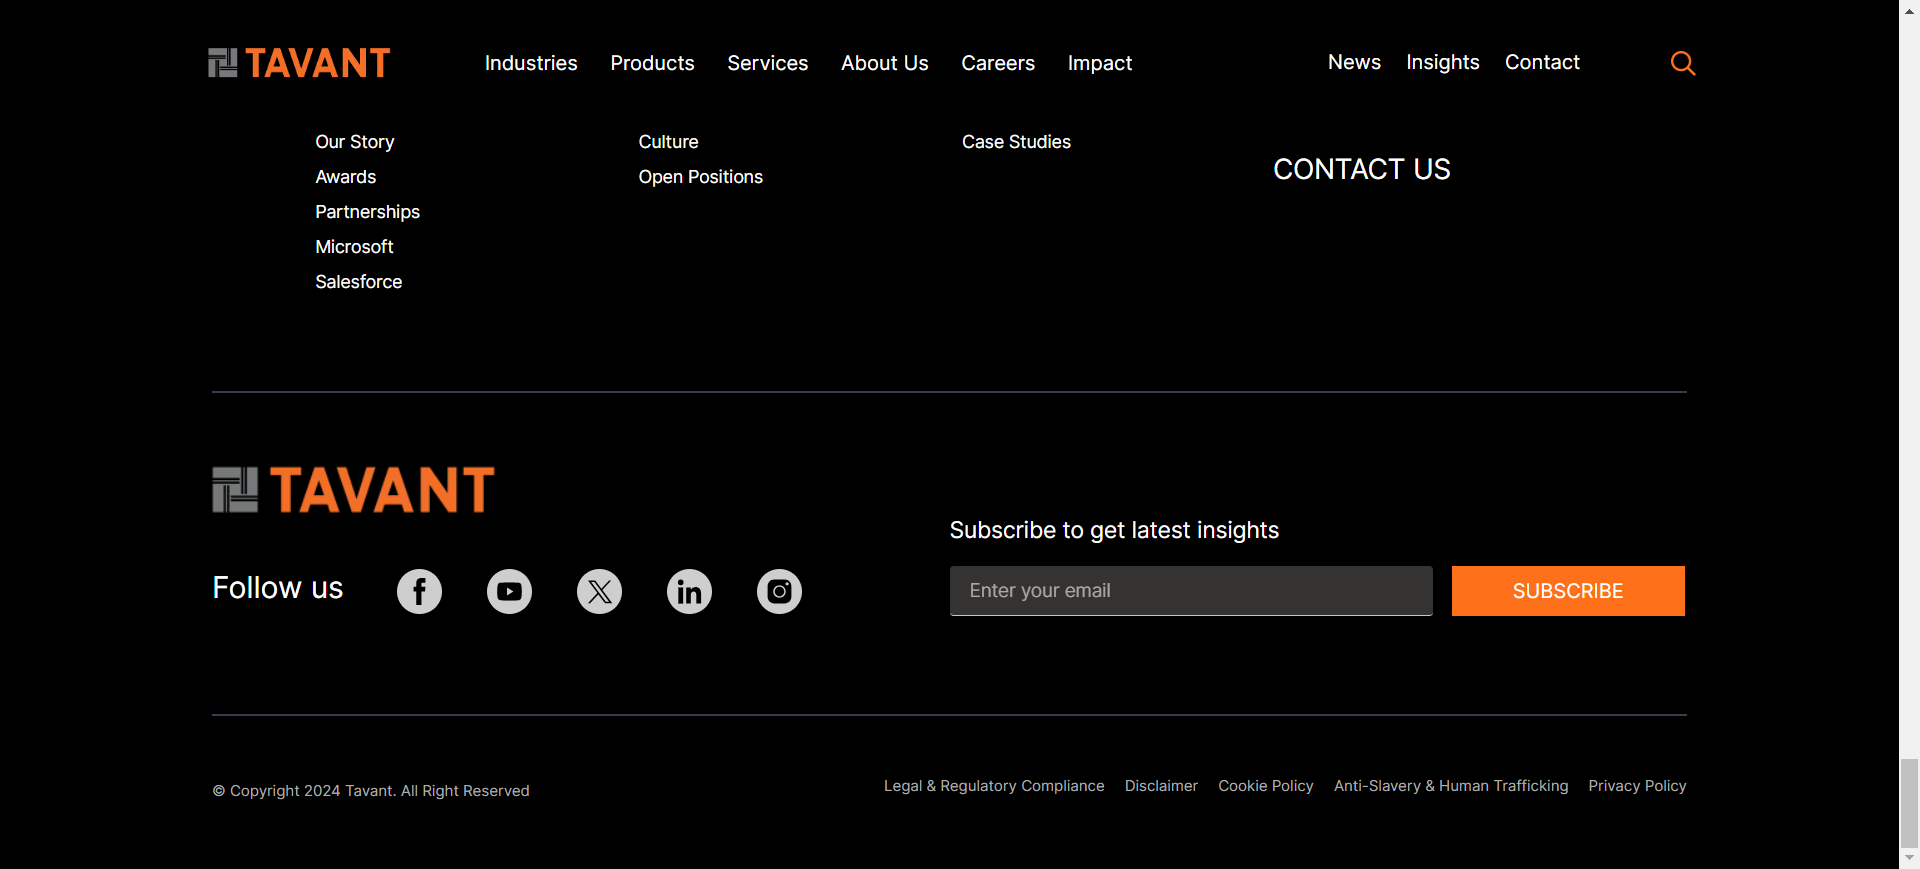 TAVANT
Industries Products Services About Us Careers Impact News Insights Contact
Our Story
Awards
Partnerships
Microsoft
Salesforce
Culture
Open Positions
Case Studies
CONTACT US
TAVANT
Follow us
Subscribe to get latest insights
Enter your email
SUBSCRIBE
© Copyright 2024 Tavant. All Right Reserved
Legal & Regulatory Compliance Disclaimer Cookie Policy Anti-Slavery & Human Trafficking Privacy Policy